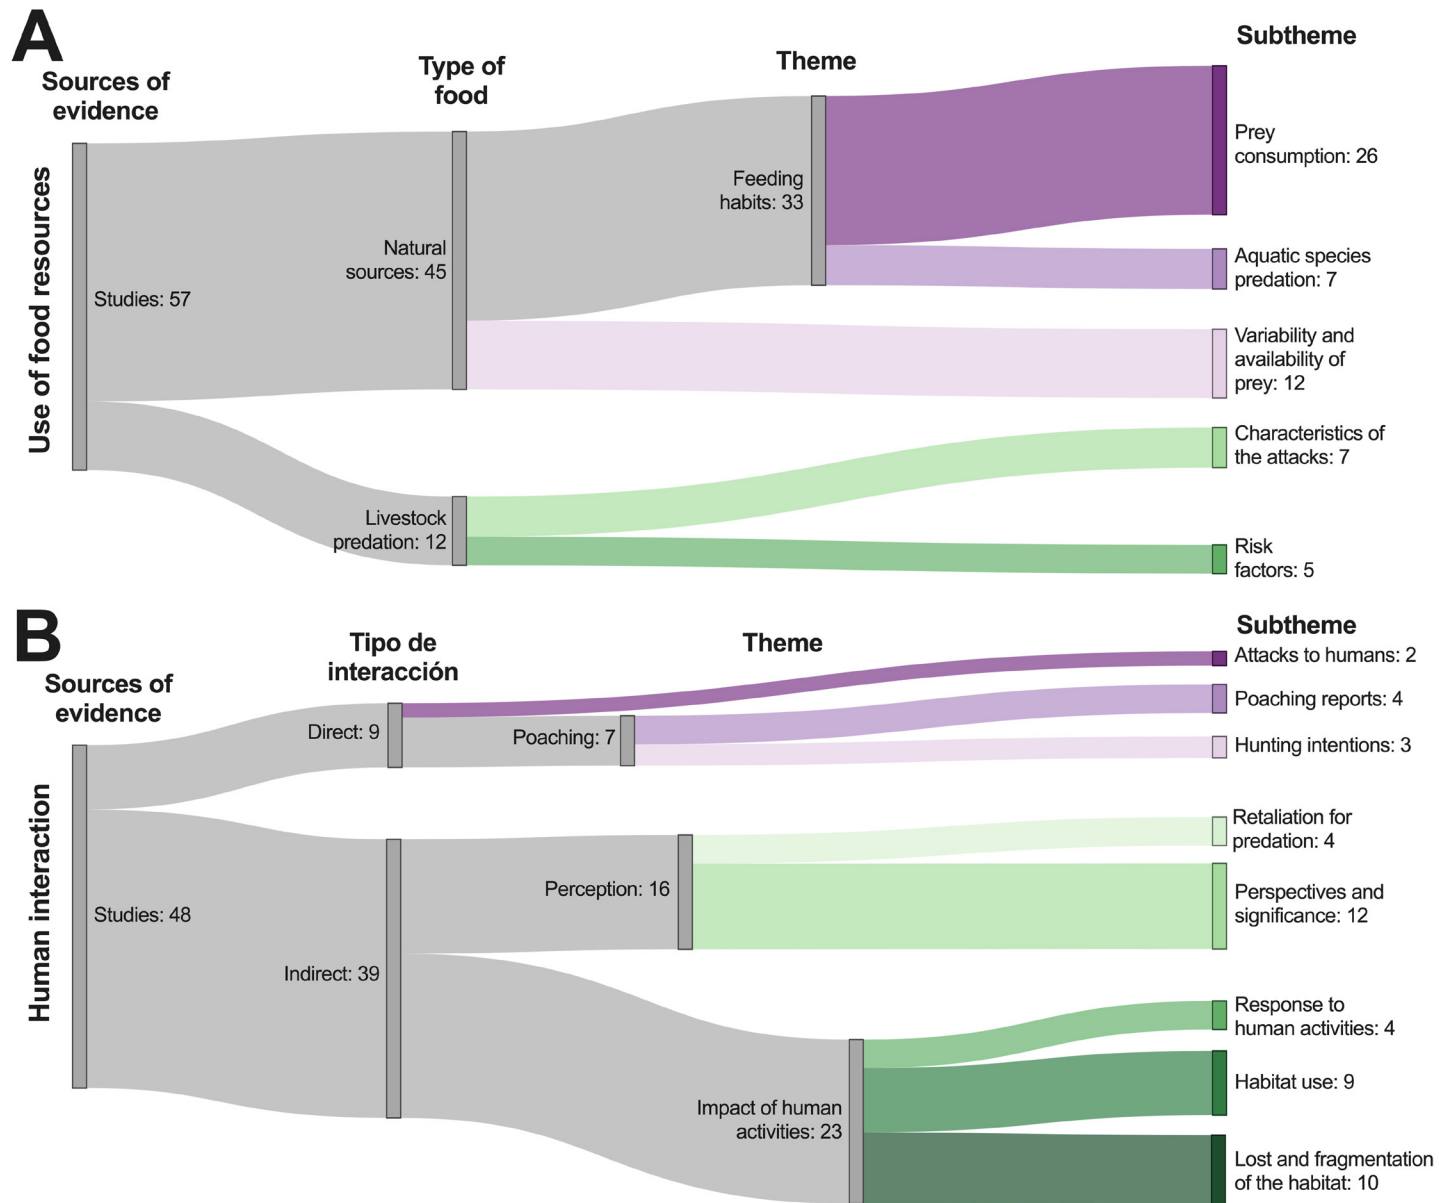 A
Sources of
evidence
Type of
food
Theme
Subtheme
Use of food resources
Studies: 57
Natural
sources: 45
Livestock
predation: 12
Feeding
habits: 33
Prey
consumption: 26
Aquatic species
predation: 7
Variability and
availability of
prey: 12
Characteristics of
the attacks: 7
Risk
factors: 5
B
Sources of
evidence
Tipo de
interacción
Theme
Subtheme
Human interaction
Studies: 48
Direct: 9
Indirect: 39
Poaching: 7
Perception: 16
Impact of human
activities: 23
Attacks to humans: 2
Poaching reports: 4
Hunting intentions: 3
Retaliation for
predation: 4
Perspectives and
significance: 12
Response to
human activities: 4
Habitat use: 9
Lost and fragmentation
of the habitat: 10